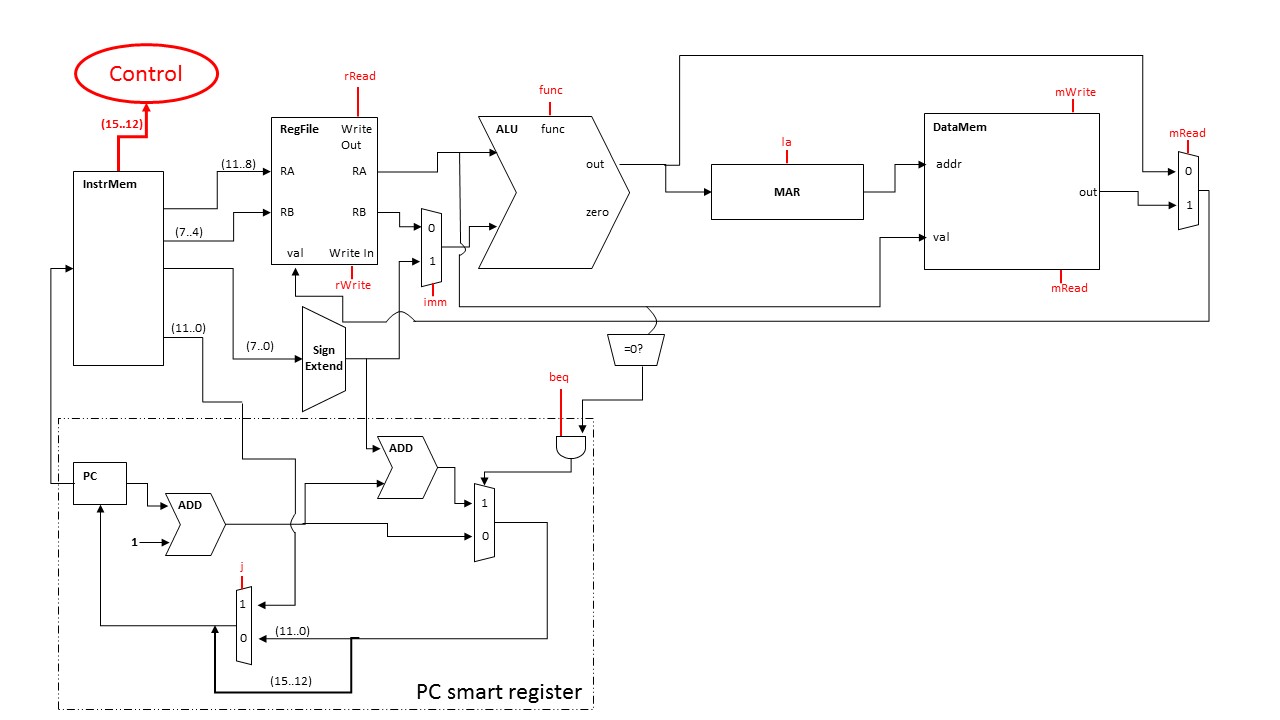 Control
(15..12)
rRead
func
mWrite
mRead
la
InstrMem
(11..8)
(7..4)
(11..0)
(7..0)
RegFile
Write
Out
RA
RA
RB
RB
val
Write In
rWrite
0
1
imm
ALU
func
out
zero
MAR
DataMem
addr
out
val
mRead
0
1
Sign
Extend
=0?
beq
PC
ADD
1
ADD
1
0
j
1
0
(11..0)
(15..12)
PC smart register